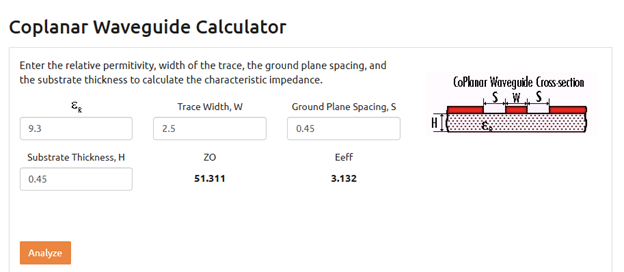 Coplanar Waveguide Calculator
Enter the relative permitivity, width of the trace, the ground plane spacing, and
the substrate thickness to calculate the characteristic impedance.
CoPlanar Waveguide Cross-section
S W S
H
εR
εR
Trace Width, W
Ground Plane Spacing, S
9.3
2.5
0.45
Substrate Thickness, H
ZO
Eeff
0.45
51.311
3.132
Analyze